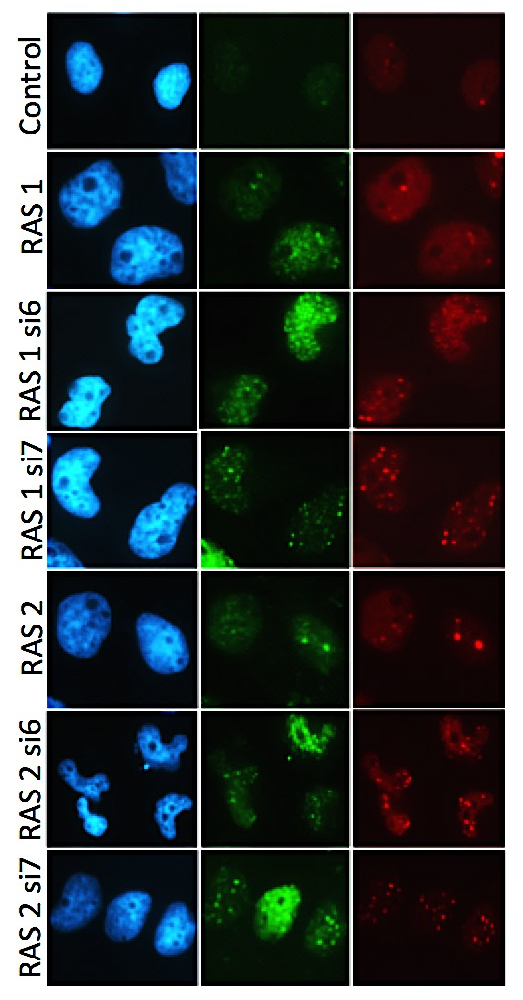 Control
RAS 1
RAS 1 si6
RAS 1 si7
RAS 2
RAS 2 si6
RAS 2 si7